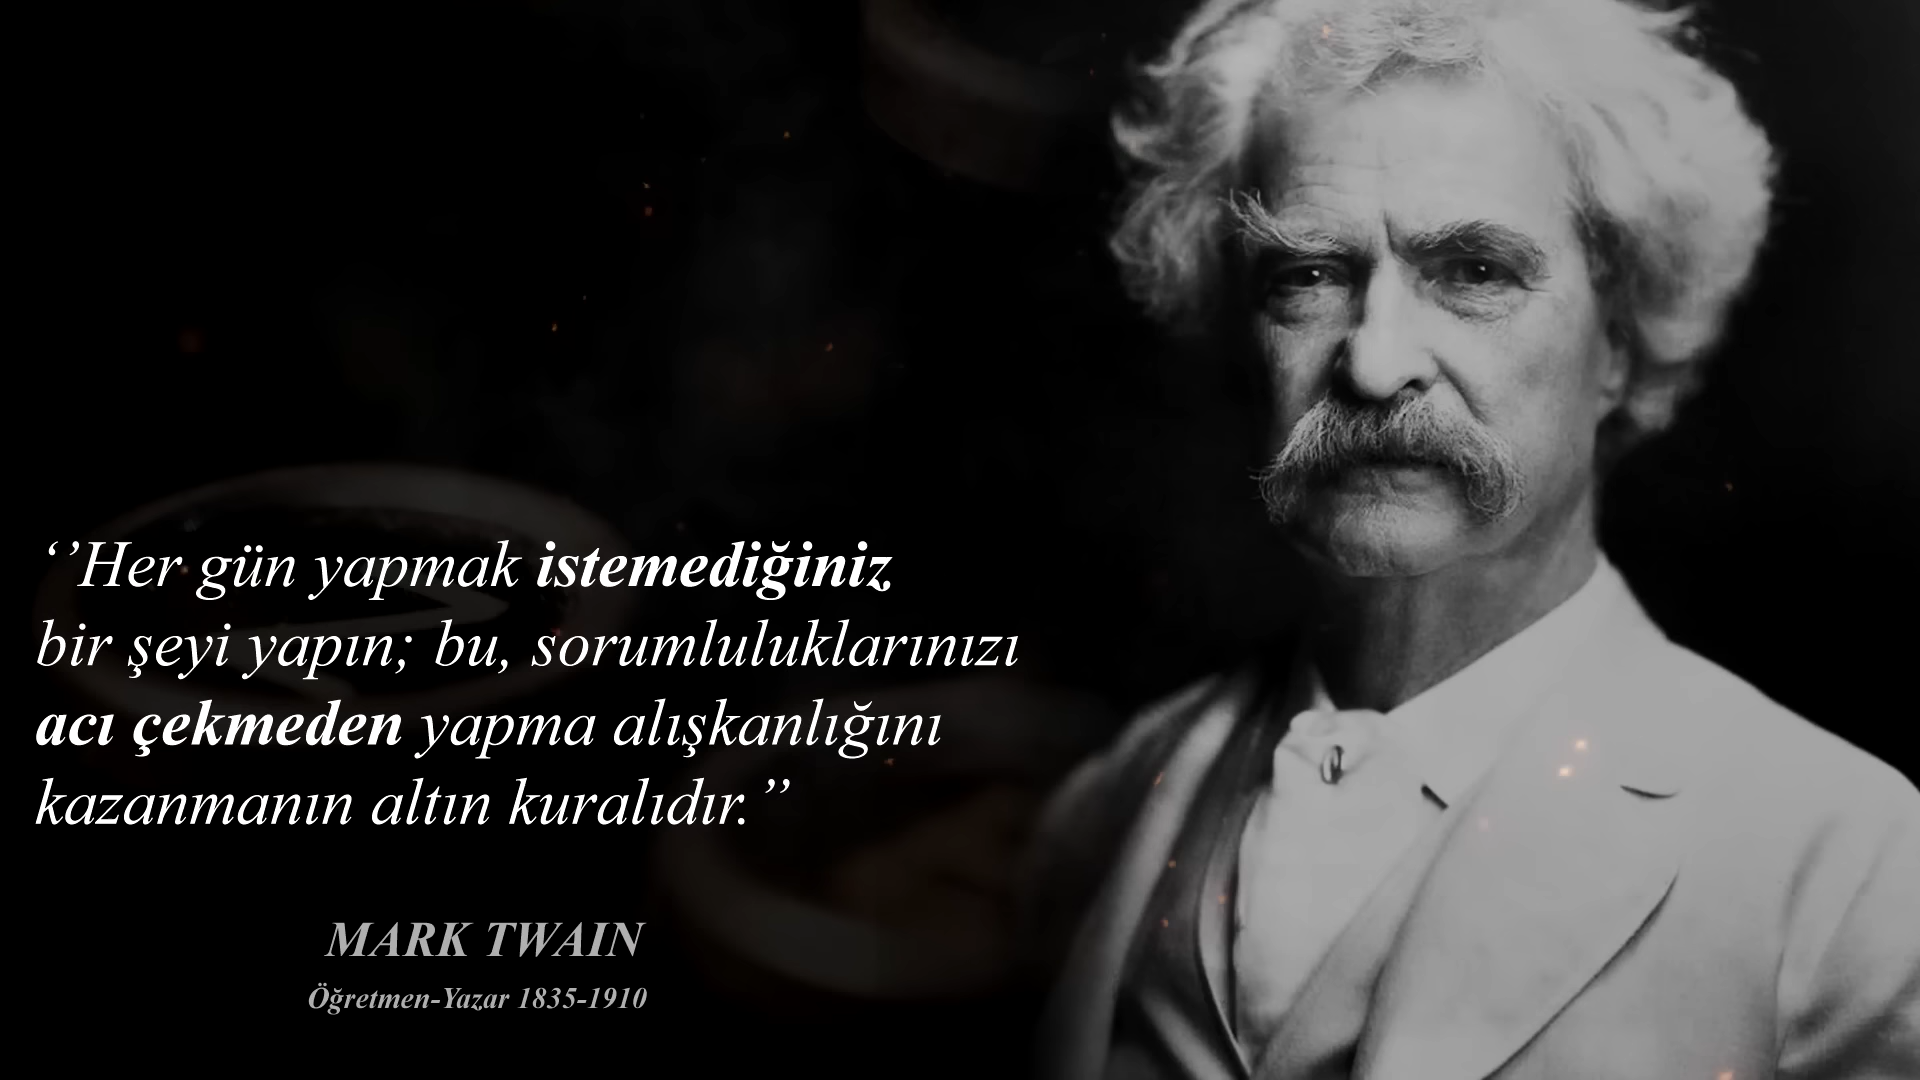 ‘’Her gün yapmak istemediğiniz
bir şeyi yapın; bu, sorumluluklarınızı
acı çekmeden yapma alışkanlığını
kazanmanın altın kuralıdır.’’
MARK TWAIN
Öğretmen-Yazar 1835-1910